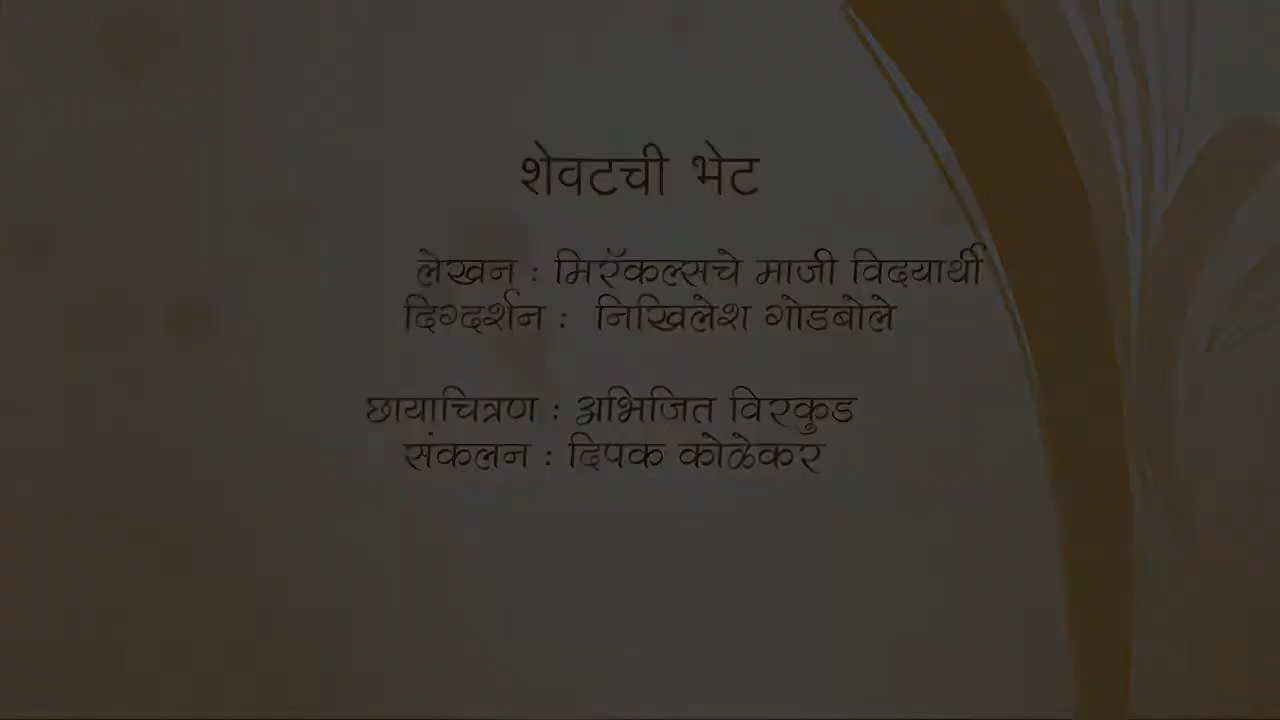 शेवटची भेट
लेखन : मिरॅकल्सचे माजी विदयार्थी
दिग्दर्शन : निखिलेश गोडबोले
छायाचित्रण : अभिजित विरकुड
संकलन : दिपक कोळेकर